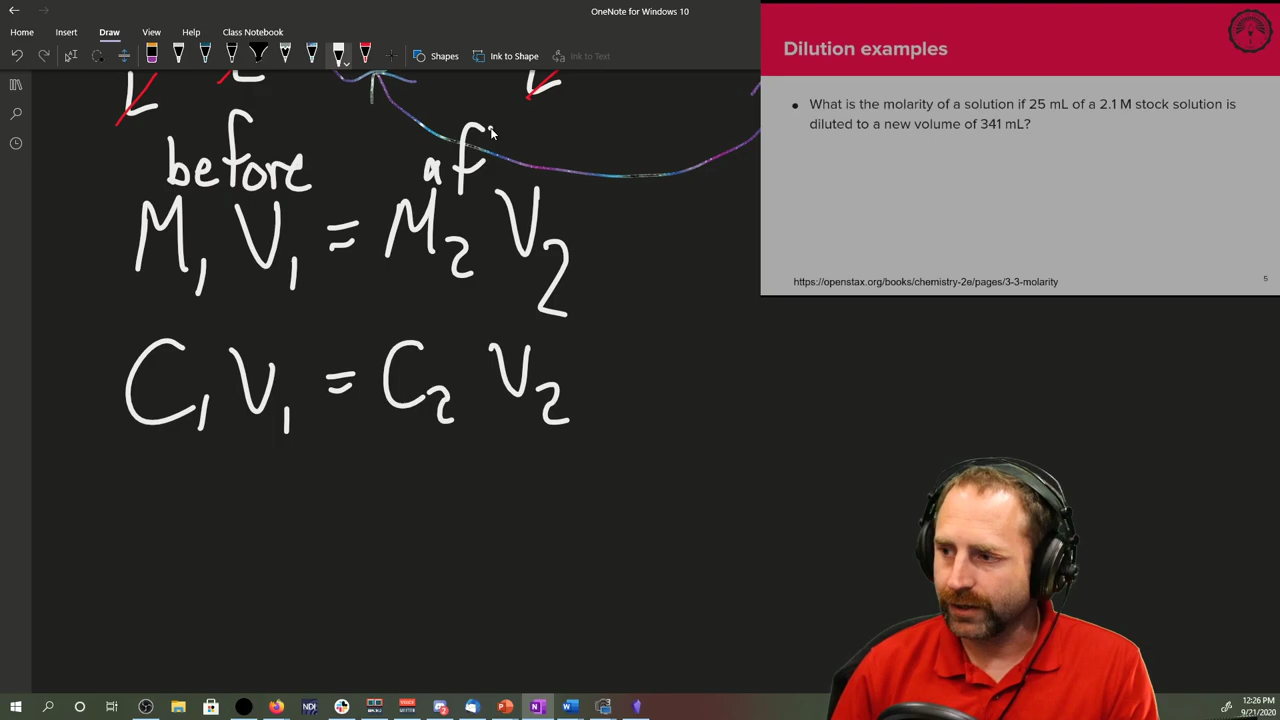 OneNote for Windows 10
Home Insert Draw View Help Class Notebook
Shapes Ink to Shape Ink to Text
L L L
before af
M1 V1 = M2 V2
C1 V1 = C2 V2
Dilution examples
• What is the molarity of a solution if 25 mL of a 2.1 M stock solution is
diluted to a new volume of 341 mL?
https://openstax.org/books/chemistry-2e/pages/3-3-molarity
5
12:26 PM
9/21/2020